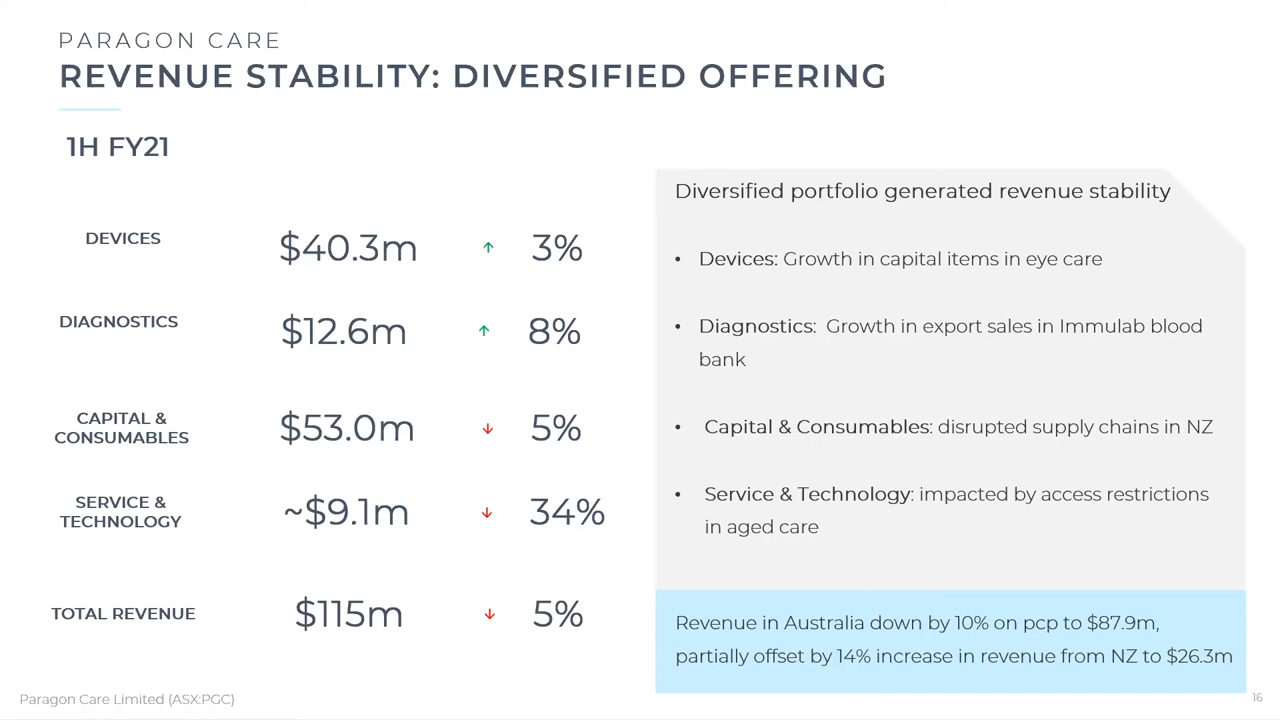 PARAGON CARE
REVENUE STABILITY: DIVERSIFIED OFFERING
1H FY21
DEVICES
$40.3m
↑
3%
DIAGNOSTICS
$12.6m
↑
8%
CAPITAL &
CONSUMABLES
$53.0m
↓
5%
SERVICE &
TECHNOLOGY
~$9.1m
↓
34%
TOTAL REVENUE
$115m
↓
5%
Diversified portfolio generated revenue stability
• Devices: Growth in capital items in eye care
• Diagnostics:  Growth in export sales in Immulab blood
bank
• Capital & Consumables: disrupted supply chains in NZ
• Service & Technology: impacted by access restrictions
in aged care
Revenue in Australia down by 10% on pcp to $87.9m,
partially offset by 14% increase in revenue from NZ to $26.3m
Paragon Care Limited (ASX:PGC)
16